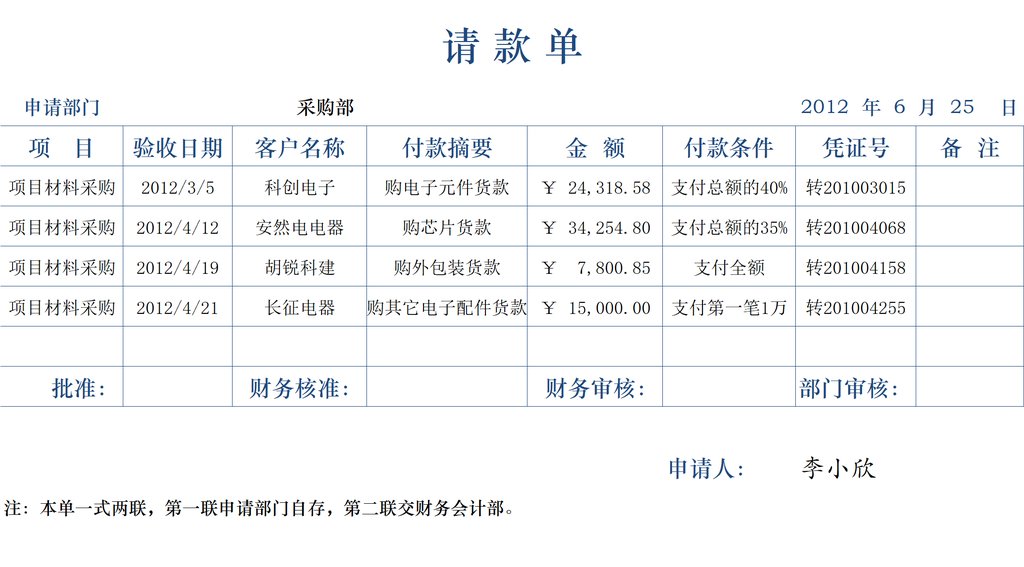 请款单
申请部门 采购部 2012 年 6 月 25 日
项 目 验收日期 客户名称 付款摘要 金 额 付款条件 凭证号 备 注
项目材料采购 2012/3/5 科创电子 购电子元件货款 ￥ 24,318.58 支付总额的40% 转201003015
项目材料采购 2012/4/12 安然电电器 购芯片货款 ￥ 34,254.80 支付总额的35% 转201004068
项目材料采购 2012/4/19 胡锐科建 购外包装货款 ￥ 7,800.85 支付全额 转201004158
项目材料采购 2012/4/21 长征电器 购其它电子配件货款 ￥ 15,000.00 支付第一笔1万 转201004255
批准： 财务核准： 财务审核： 部门审核：
申请人： 李小欣
注：本单一式两联，第一联申请部门自存，第二联交财务会计部。